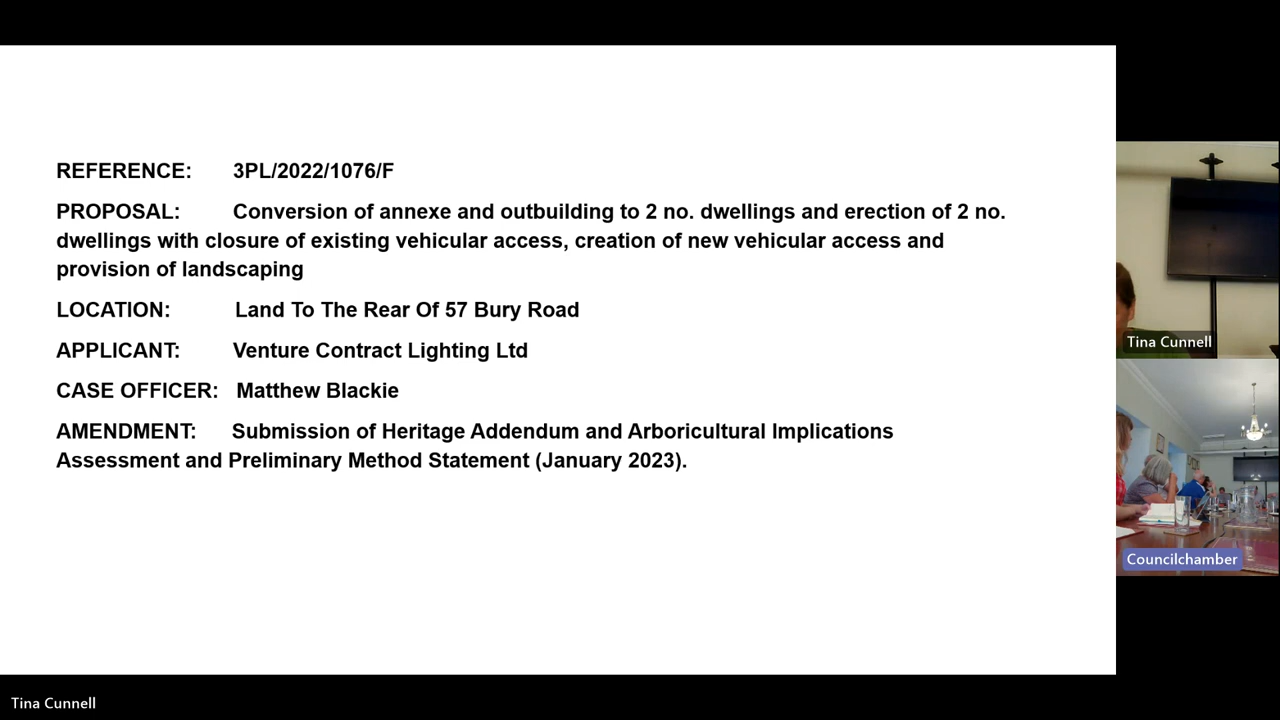 REFERENCE: 3PL/2022/1076/F
PROPOSAL: Conversion of annexe and outbuilding to 2 no. dwellings and erection of 2 no.
dwellings with closure of existing vehicular access, creation of new vehicular access and
provision of landscaping
LOCATION: Land To The Rear Of 57 Bury Road
APPLICANT: Venture Contract Lighting Ltd
CASE OFFICER: Matthew Blackie
AMENDMENT: Submission of Heritage Addendum and Arboricultural Implications
Assessment and Preliminary Method Statement (January 2023).
Tina Cunnell
Councilchamber
Tina Cunnell